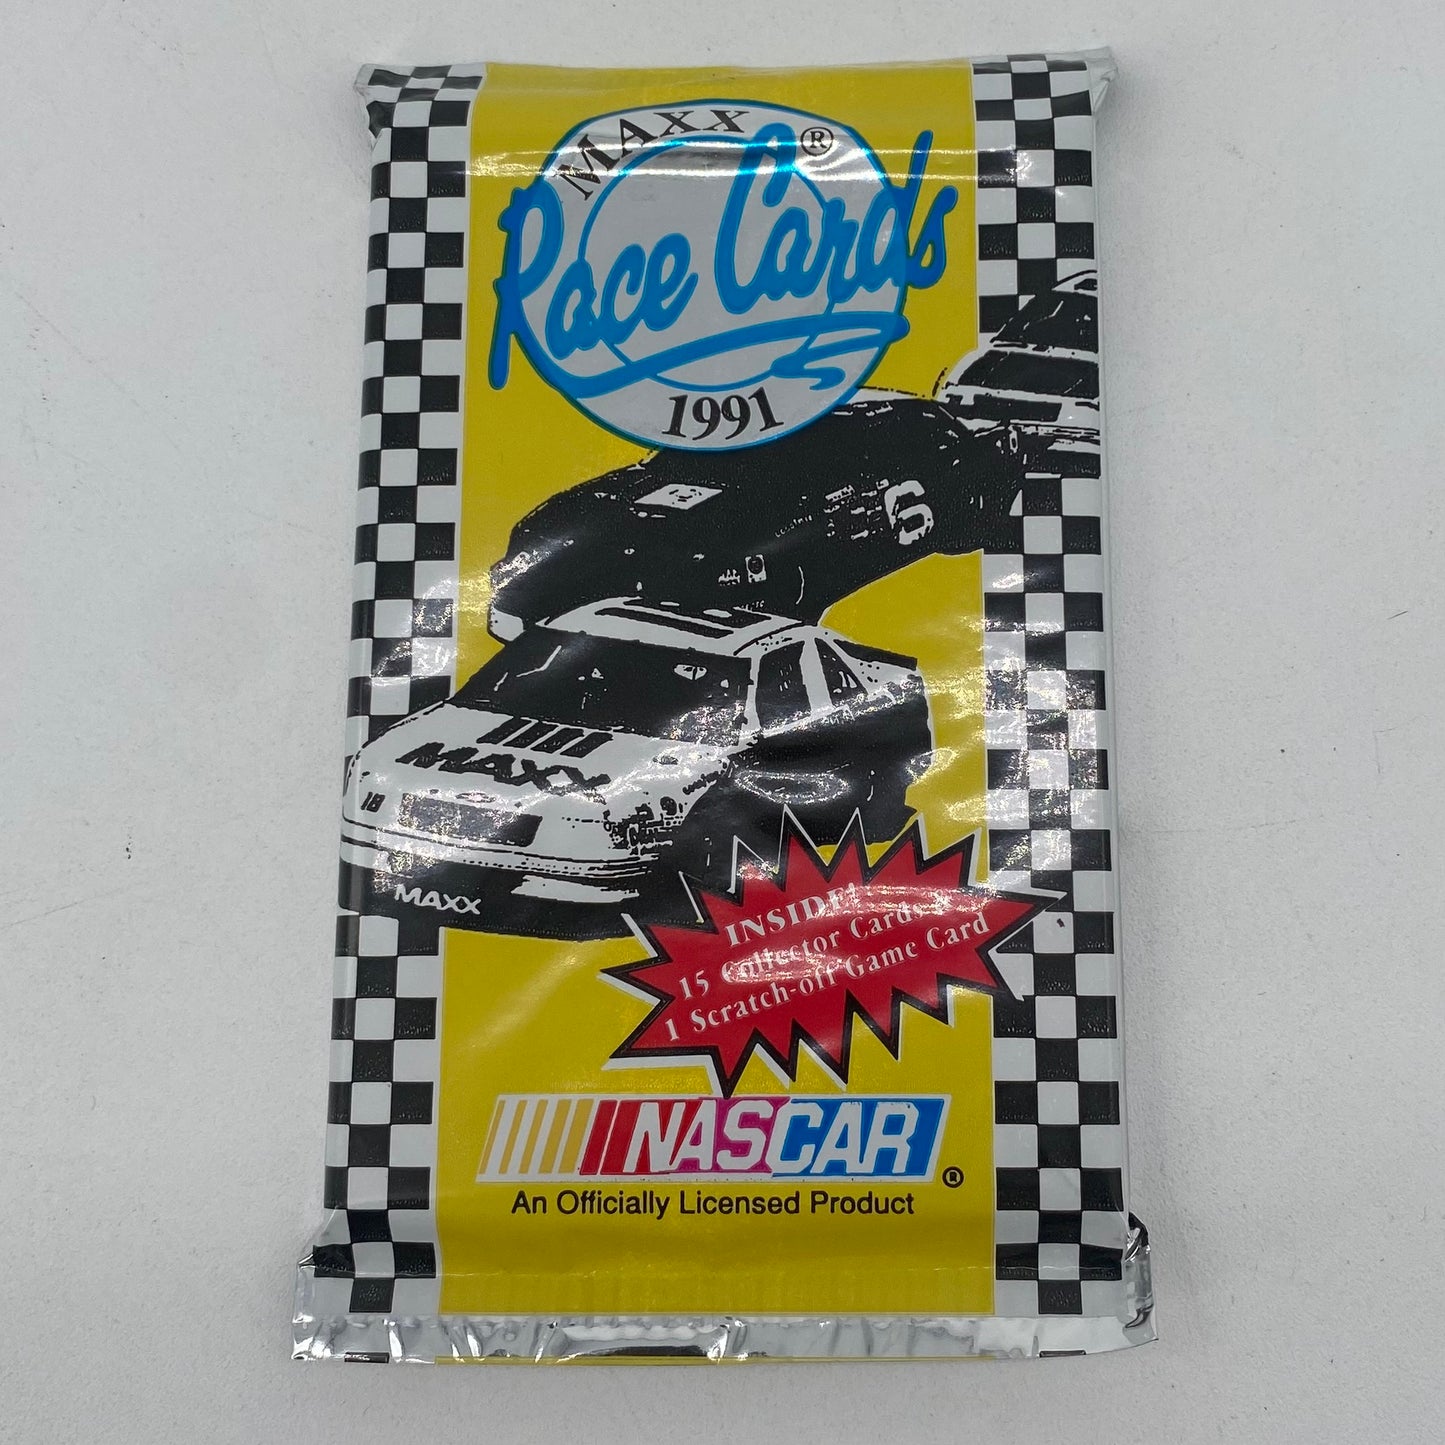 MAXX ®
Race Cards
1991
6
MAXX
18
MAXX
INSIDE!
15 Collector Cards &
1 Scratch-off Game Card
NASCAR ®
An Officially Licensed Product